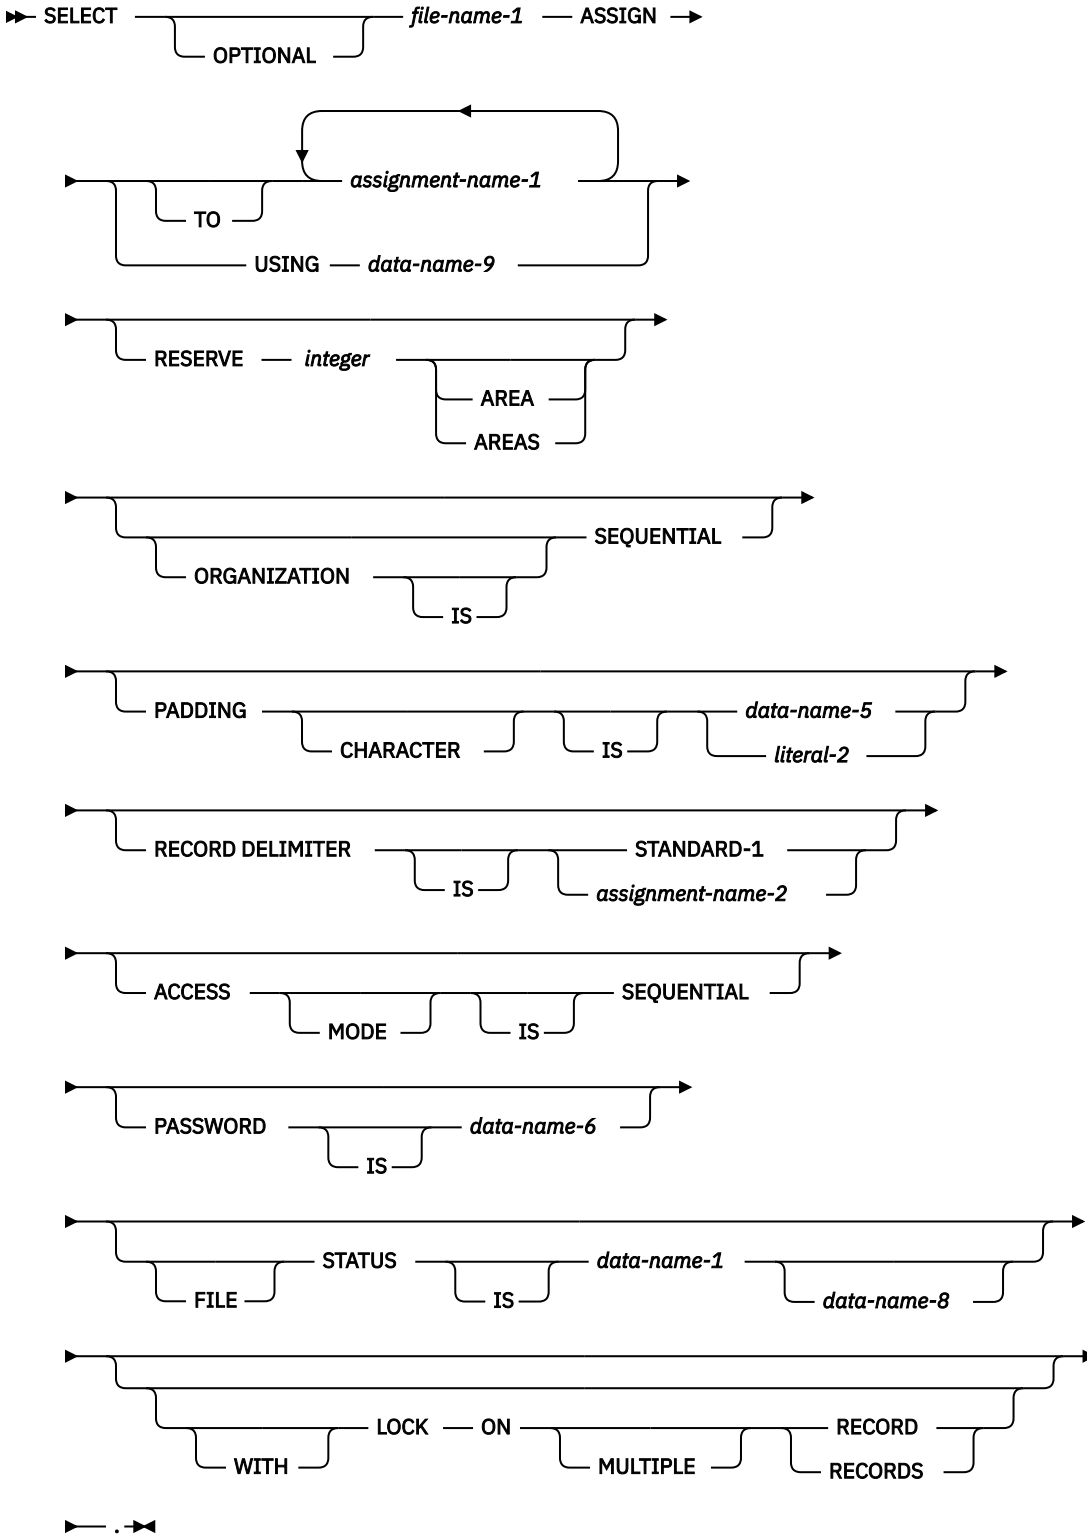 SELECT file-name-1 ASSIGN
OPTIONAL
assignment-name-1
TO
USING data-name-9
RESERVE integer
AREA
AREAS
SEQUENTIAL
ORGANIZATION
IS
PADDING data-name-5
CHARACTER IS literal-2
RECORD DELIMITER STANDARD-1
IS assignment-name-2
ACCESS SEQUENTIAL
MODE IS
PASSWORD data-name-6
IS
STATUS data-name-1
FILE IS data-name-8
LOCK ON RECORD
WITH MULTIPLE RECORDS
.